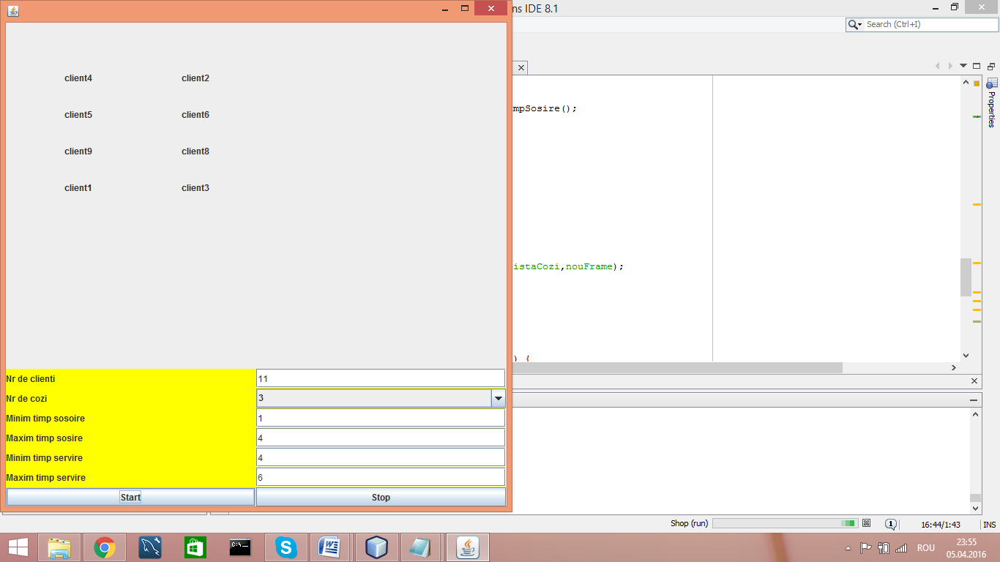 ns IDE 8.1
Search (Ctrl+I)
client4 client2
client5 client6
client9 client8
client1 client3
Nr de clienti 11
Nr de cozi 3
Minim timp sosoire 1
Maxim timp sosire 4
Minim timp servire 4
Maxim timp servire 6
Start Stop
mpSosire();
istaCozi,nouFrame);
) {
Properties
Shop (run)
1
16:44/1:43 INS
C:\
ROU
23:55
05.04.2016